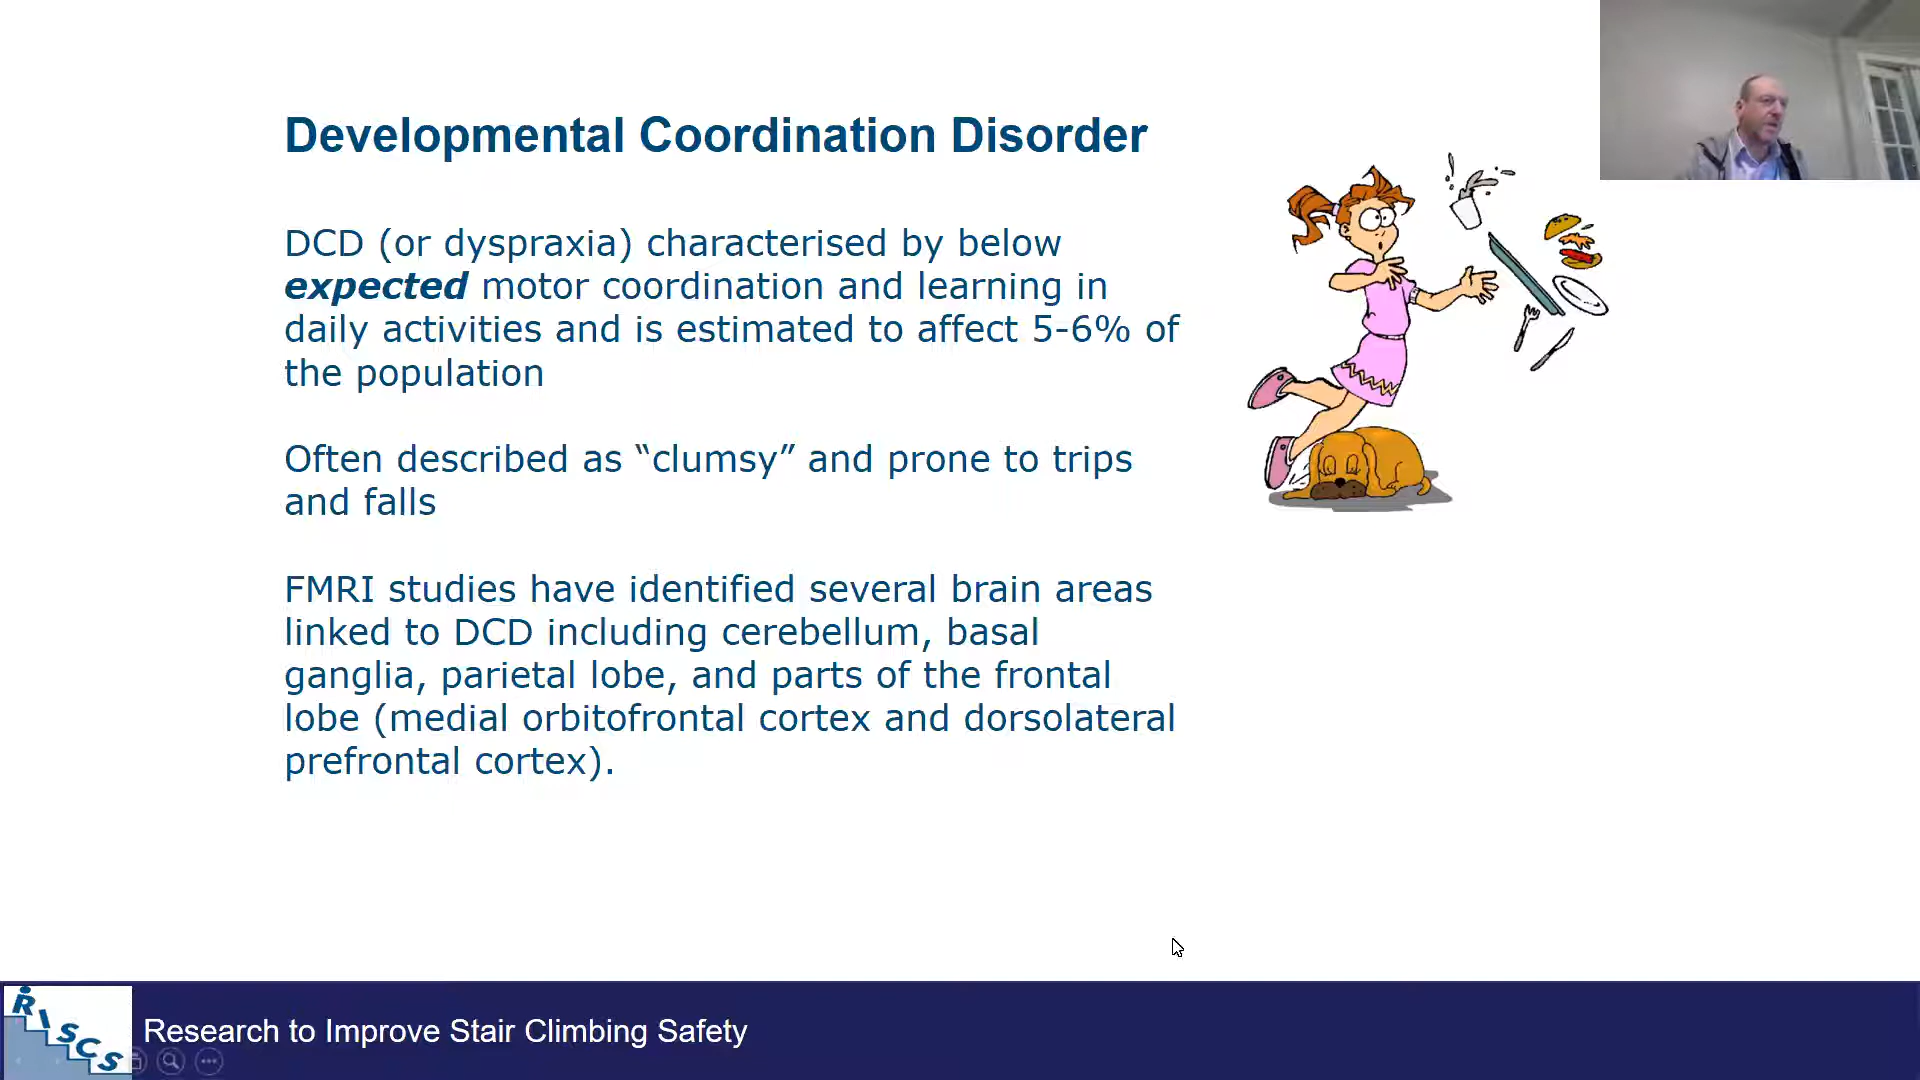 Developmental Coordination Disorder
DCD (or dyspraxia) characterised by below
expected motor coordination and learning in
daily activities and is estimated to affect 5-6% of
the population
Often described as “clumsy” and prone to trips
and falls
FMRI studies have identified several brain areas
linked to DCD including cerebellum, basal
ganglia, parietal lobe, and parts of the frontal
lobe (medial orbitofrontal cortex and dorsolateral
prefrontal cortex).
RISCS
Research to Improve Stair Climbing Safety